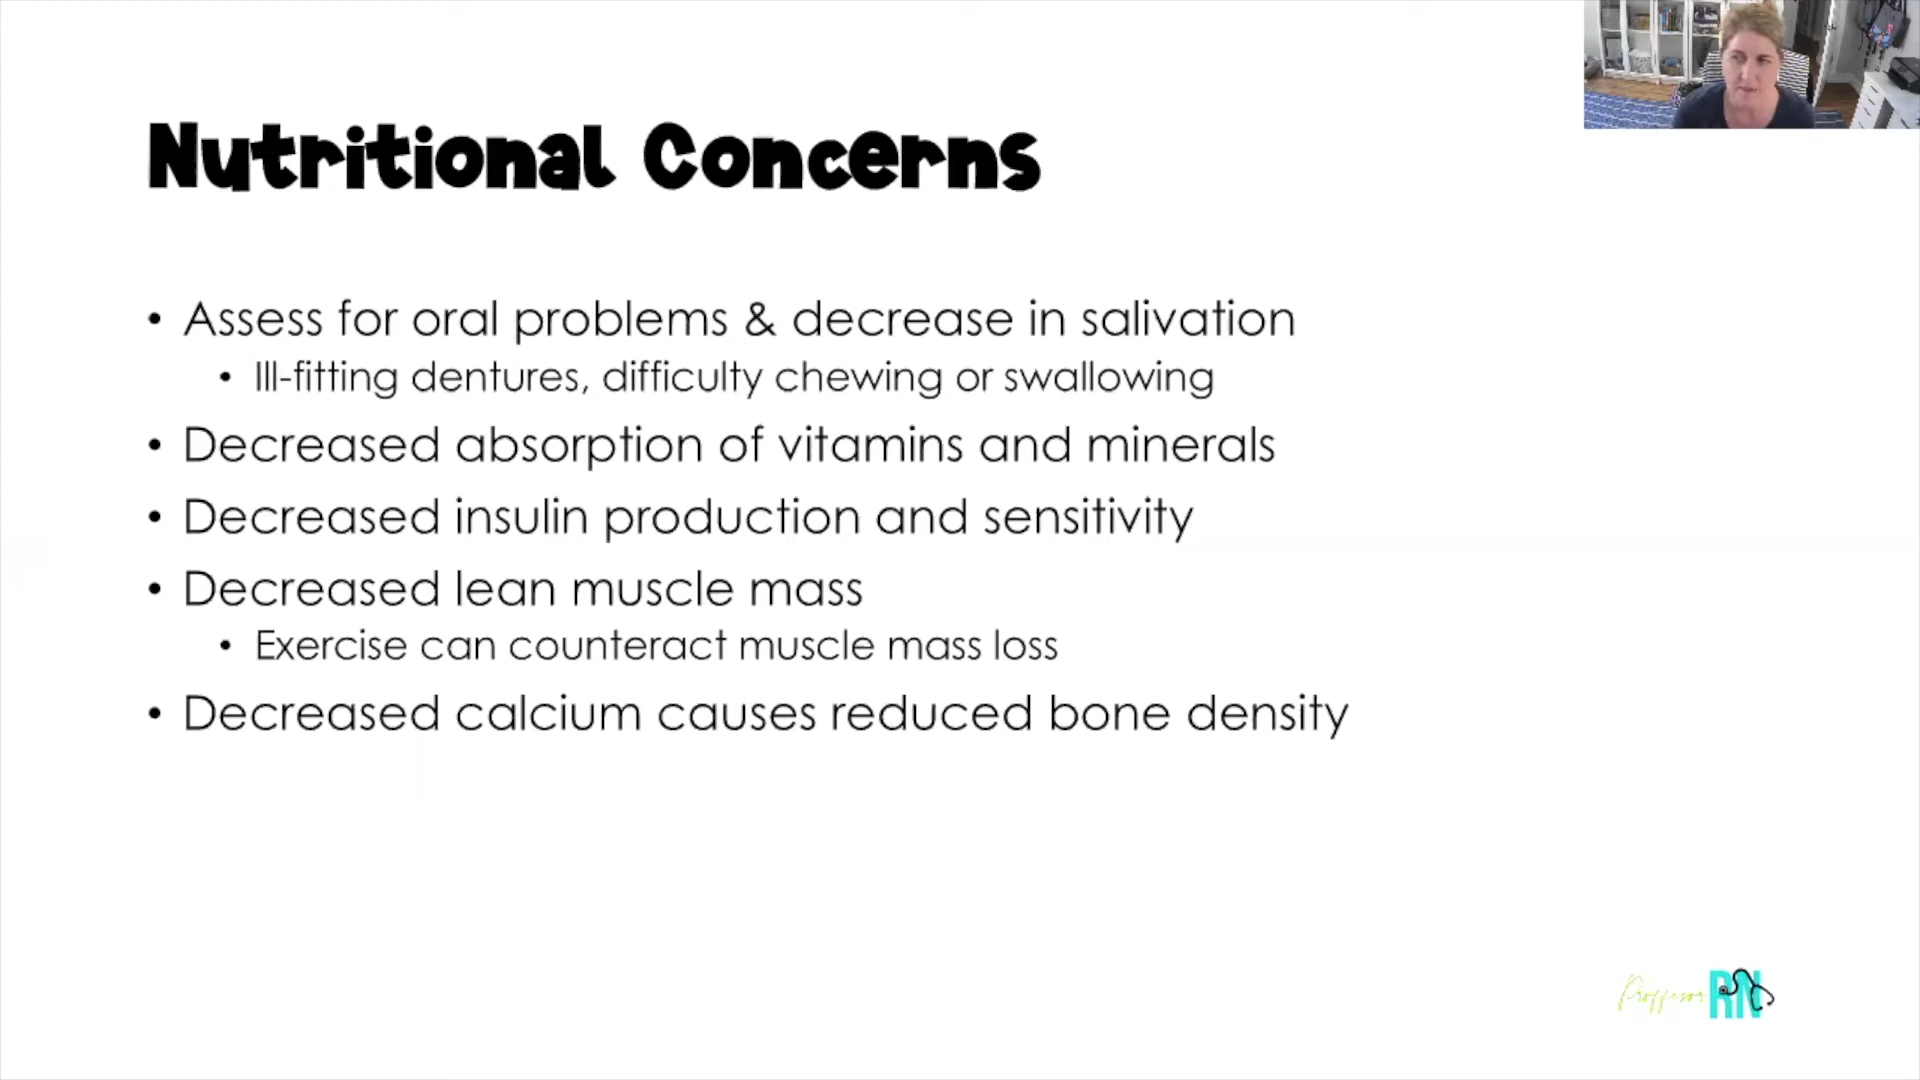 Nutritional Concerns
• Assess for oral problems & decrease in salivation
• Ill-fitting dentures, difficulty chewing or swallowing
• Decreased absorption of vitamins and minerals
• Decreased insulin production and sensitivity
• Decreased lean muscle mass
• Exercise can counteract muscle mass loss
• Decreased calcium causes reduced bone density
Professor RN